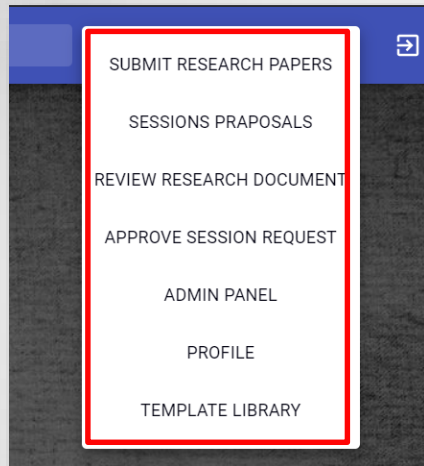 SUBMIT RESEARCH PAPERS
SESSIONS PRAPOSALS
REVIEW RESEARCH DOCUMENT
APPROVE SESSION REQUEST
ADMIN PANEL
PROFILE
TEMPLATE LIBRARY